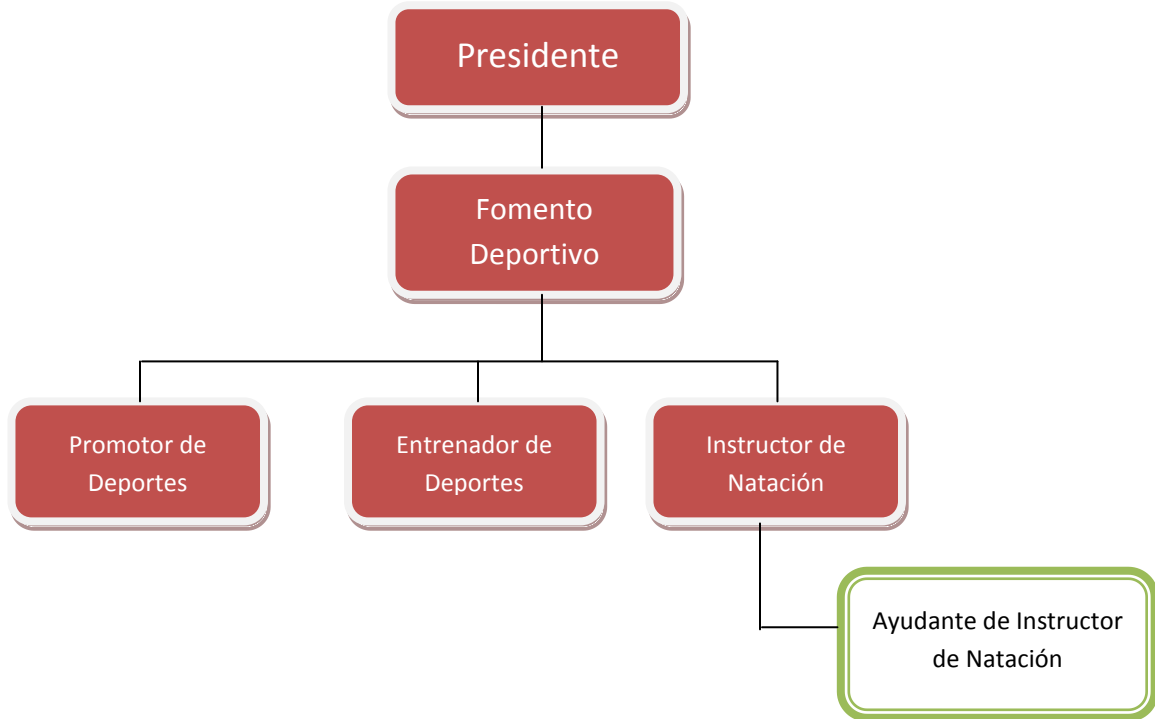 Presidente
Fomento
Deportivo
Promotor de
Deportes
Entrenador de
Deportes
Instructor de
Natación
Ayudante de Instructor
de Natación